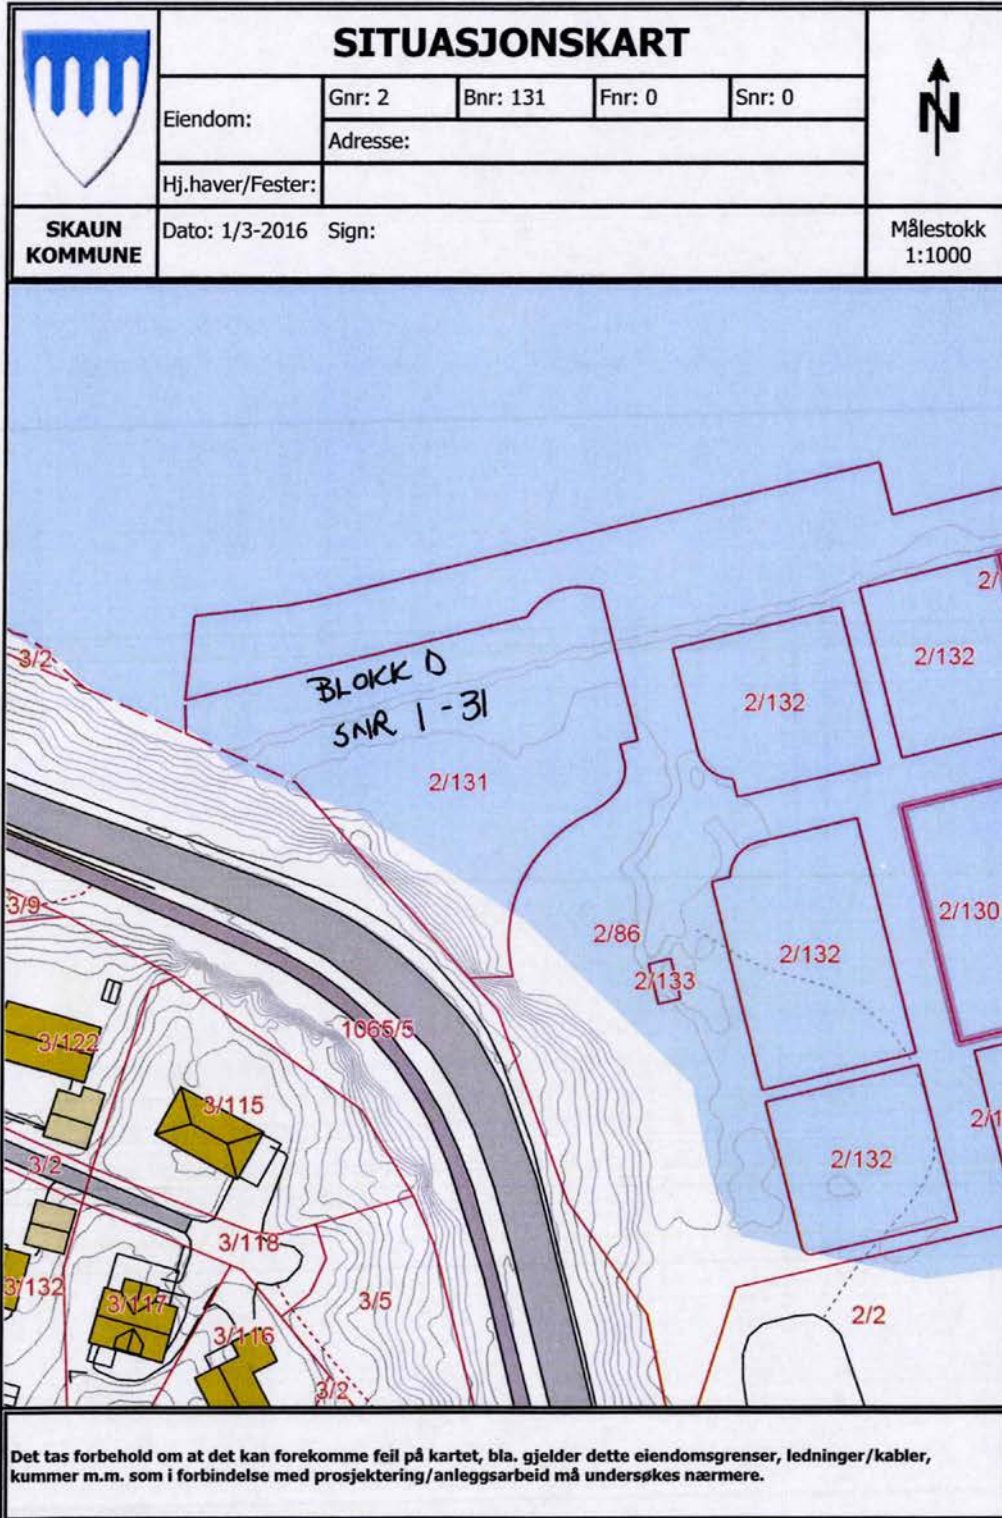 SITUASJONSKART
Eiendom:
Gnr: 2
Bnr: 131
Fnr: 0
Snr: 0
Adresse:
Hj.haver/Fester:
N
SKAUN
KOMMUNE
Dato: 1/3-2016 Sign:
Målestokk
1:1000
2/132
3/2
BLOKK D
SNR 1 - 31
2/132
2/131
3/9
2/130
2/86
2/132
2/133
1065/5
3/122
3/115
3/2
2/132
3/118
3/132
3/117
3/5
2/2
3/116
3/2
Det tas forbehold om at det kan forekomme feil på kartet, bla. gjelder dette eiendomsgrenser, ledninger/kabler,
kummer m.m. som i forbindelse med prosjektering/anleggsarbeid må undersøkes nærmere.